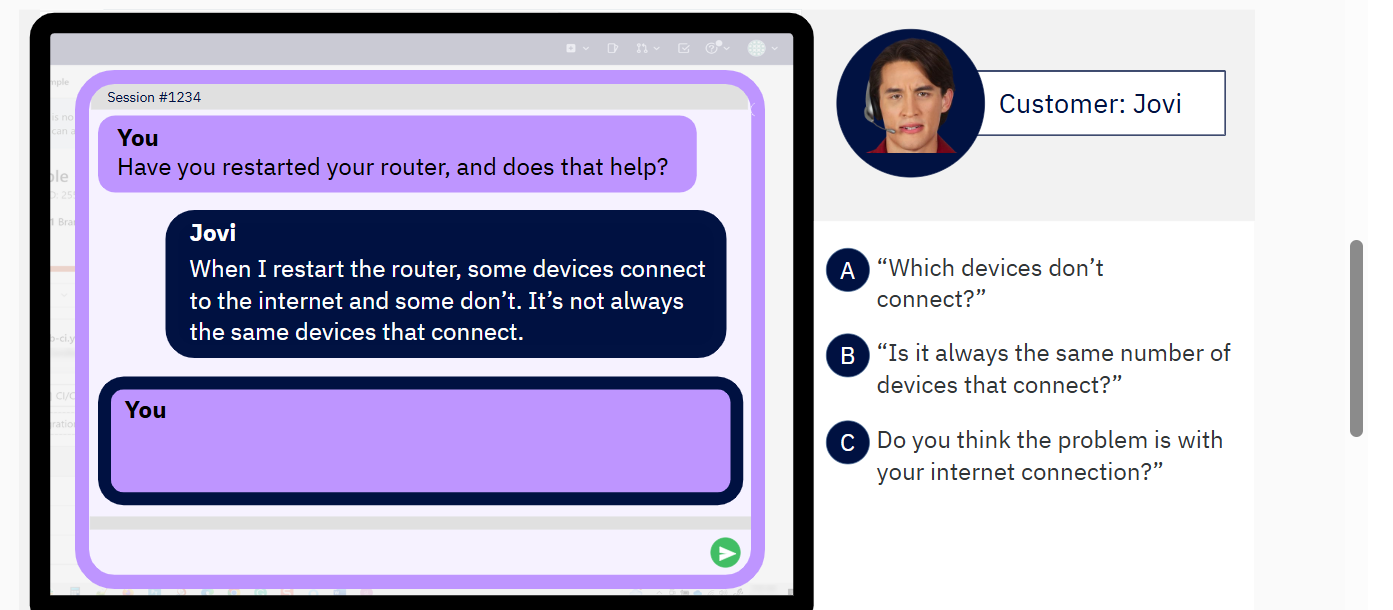 Session #1234
You
Have you restarted your router, and does that help?
Jovi
When I restart the router, some devices connect
to the internet and some don’t. It’s not always
the same devices that connect.
You
Customer: Jovi
A “Which devices don’t
connect?”
B “Is it always the same number of
devices that connect?”
C Do you think the problem is with
your internet connection?”